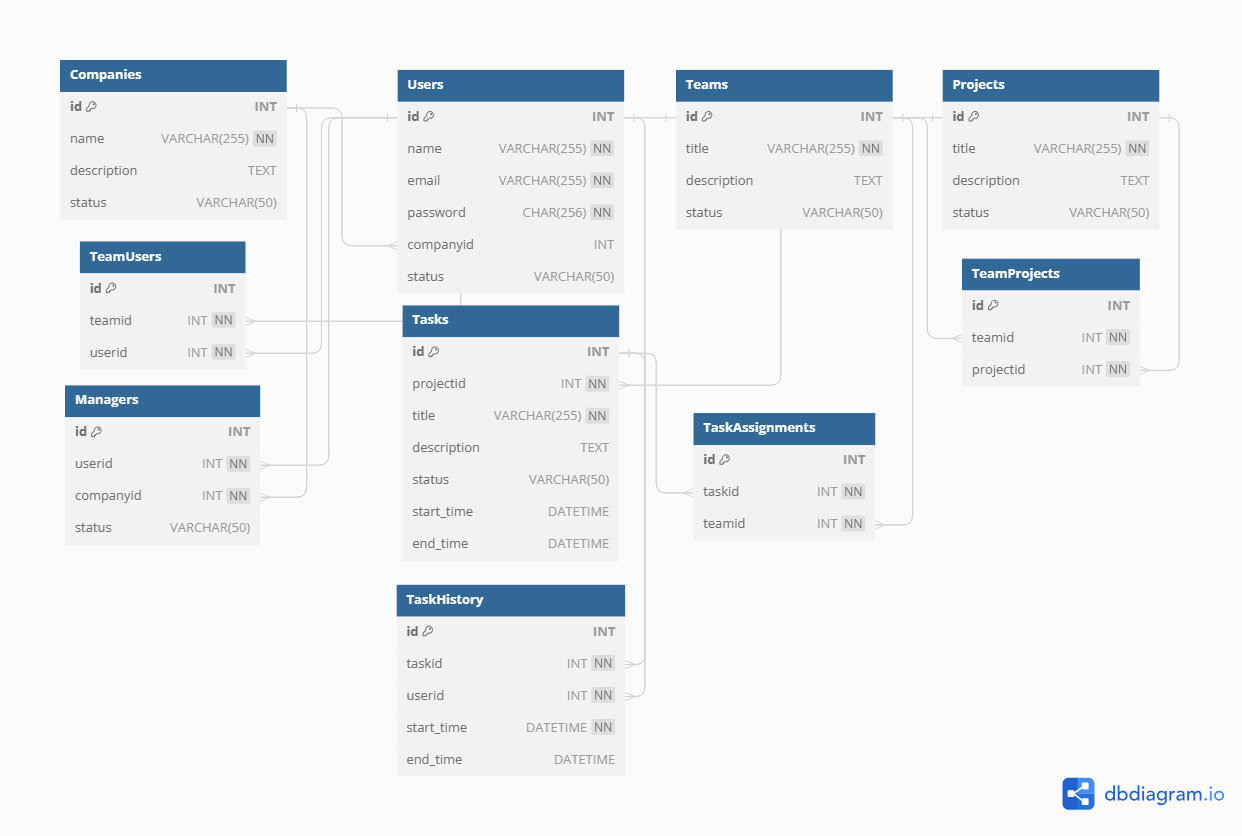 Companies
id INT
name VARCHAR(255) NN
description TEXT
status VARCHAR(50)
Users
id INT
name VARCHAR(255) NN
email VARCHAR(255) NN
password CHAR(256) NN
companyid INT
status VARCHAR(50)
Teams
id INT
title VARCHAR(255) NN
description TEXT
status VARCHAR(50)
Projects
id INT
title VARCHAR(255) NN
description TEXT
status VARCHAR(50)
TeamUsers
id INT
teamid INT NN
userid INT NN
TeamProjects
id INT
teamid INT NN
projectid INT NN
Tasks
id INT
projectid INT NN
title VARCHAR(255) NN
description TEXT
status VARCHAR(50)
start_time DATETIME
end_time DATETIME
Managers
id INT
userid INT NN
companyid INT NN
status VARCHAR(50)
TaskAssignments
id INT
taskid INT NN
teamid INT NN
TaskHistory
id INT
taskid INT NN
userid INT NN
start_time DATETIME NN
end_time DATETIME
dbdiagram.io